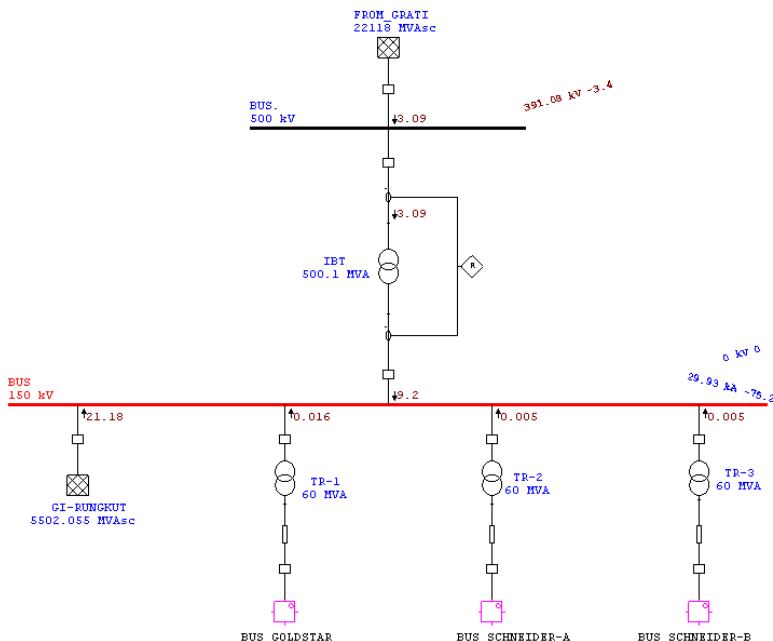 FROM_GRATI
22118 MVAsc
391.08 kV -3.4
BUS.
500 kV
3.09
3.09
IBT
500.1 MVA
R
0 kV 0
BUS
150 kV
29.93 kA -75.2
9.2
21.18
0.016
0.005
0.005
TR-1
60 MVA
TR-2
60 MVA
TR-3
60 MVA
GI-RUNGKUT
5502.055 MVAsc
BUS GOLDSTAR
BUS SCHNEIDER-A
BUS SCHNEIDER-B